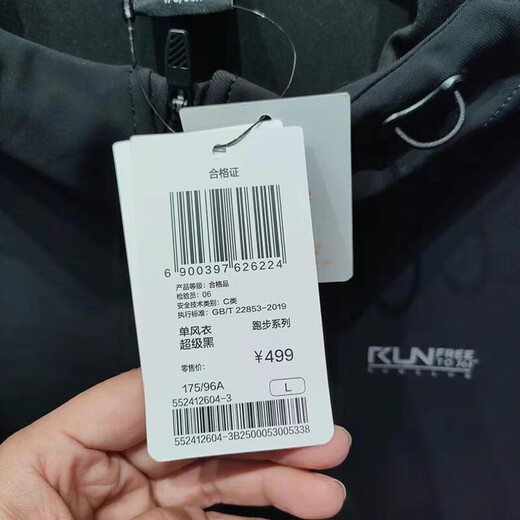 合格证
6 900397 626224
产品等级：合格品
检验员：06
安全技术类别：C类
执行标准：GB/T 22853-2019
单风衣 跑步系列
超级黑
¥499
零售价：
175/96A L
552412604-3
552412604-3B2500053005338
RUN FREE